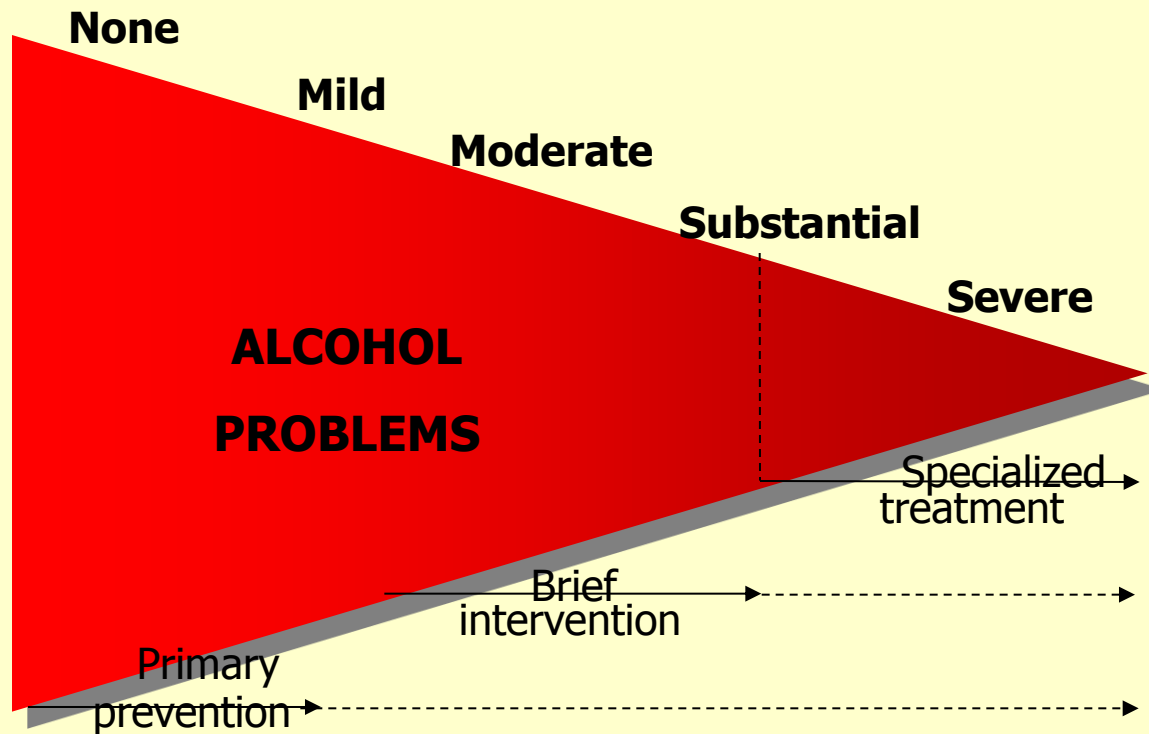 None
Mild
Moderate
Substantial
Severe
ALCOHOL
PROBLEMS
Specialized
treatment
Brief
intervention
Primary
prevention